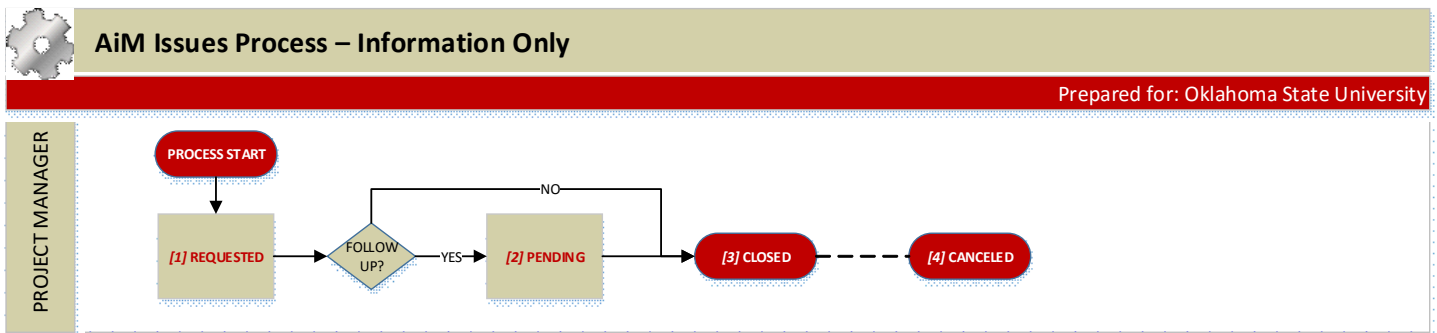 AiM Issues Process – Information Only
Prepared for: Oklahoma State University
PROJECT MANAGER
PROCESS START
NO
[1] REQUESTED
FOLLOW
UP?
YES
[2] PENDING
[3] CLOSED
[4] CANCELED